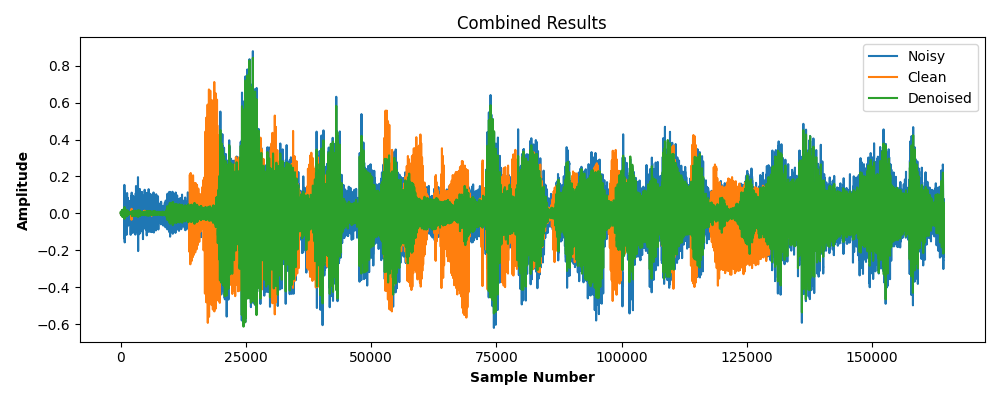 Combined Results
Noisy
Clean
Denoised
Amplitude
0.8
0.6
0.4
0.2
0.0
−0.2
−0.4
−0.6
0
25000
50000
75000
100000
125000
150000
Sample Number